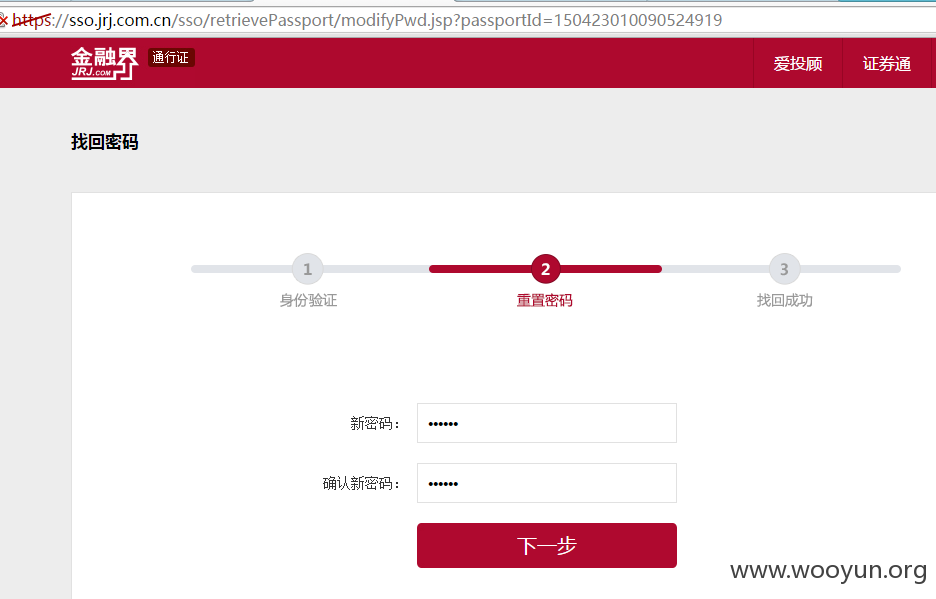 https://sso.jrj.com.cn/sso/retrievePassport/modifyPwd.jsp?passportId=150423010090524919
金融界 通行证 爱投顾 证券通
JRJ.COM
找回密码
1 2 3
身份验证 重置密码 找回成功
新密码：
确认新密码：
下一步
www.wooyun.org